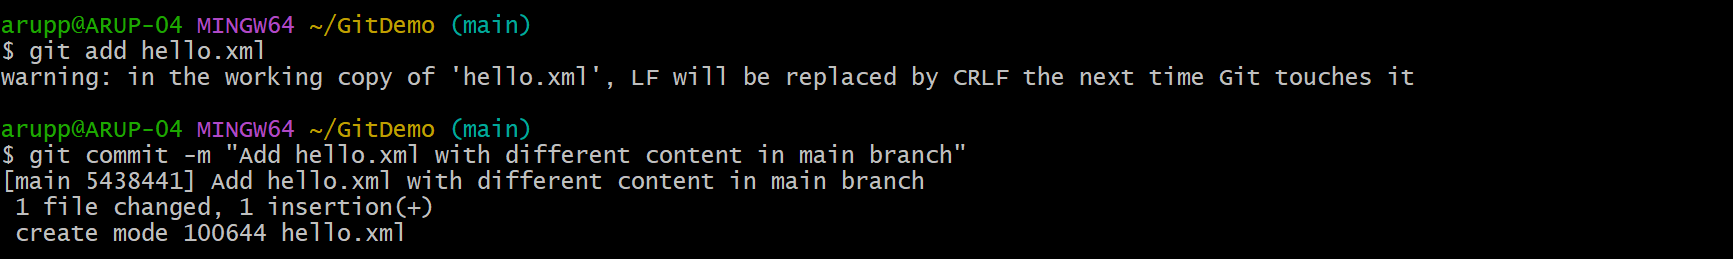 arupp@ARUP-04 MINGW64 ~/GitDemo (main)
$ git add hello.xml
warning: in the working copy of 'hello.xml', LF will be replaced by CRLF the next time Git touches it
arupp@ARUP-04 MINGW64 ~/GitDemo (main)
$ git commit -m "Add hello.xml with different content in main branch"
[main 5438441] Add hello.xml with different content in main branch
 1 file changed, 1 insertion(+)
 create mode 100644 hello.xml